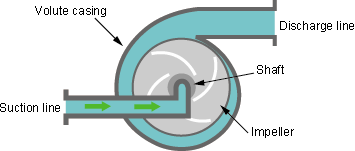 Volute casing
Discharge line
Shaft
Suction line
Impeller